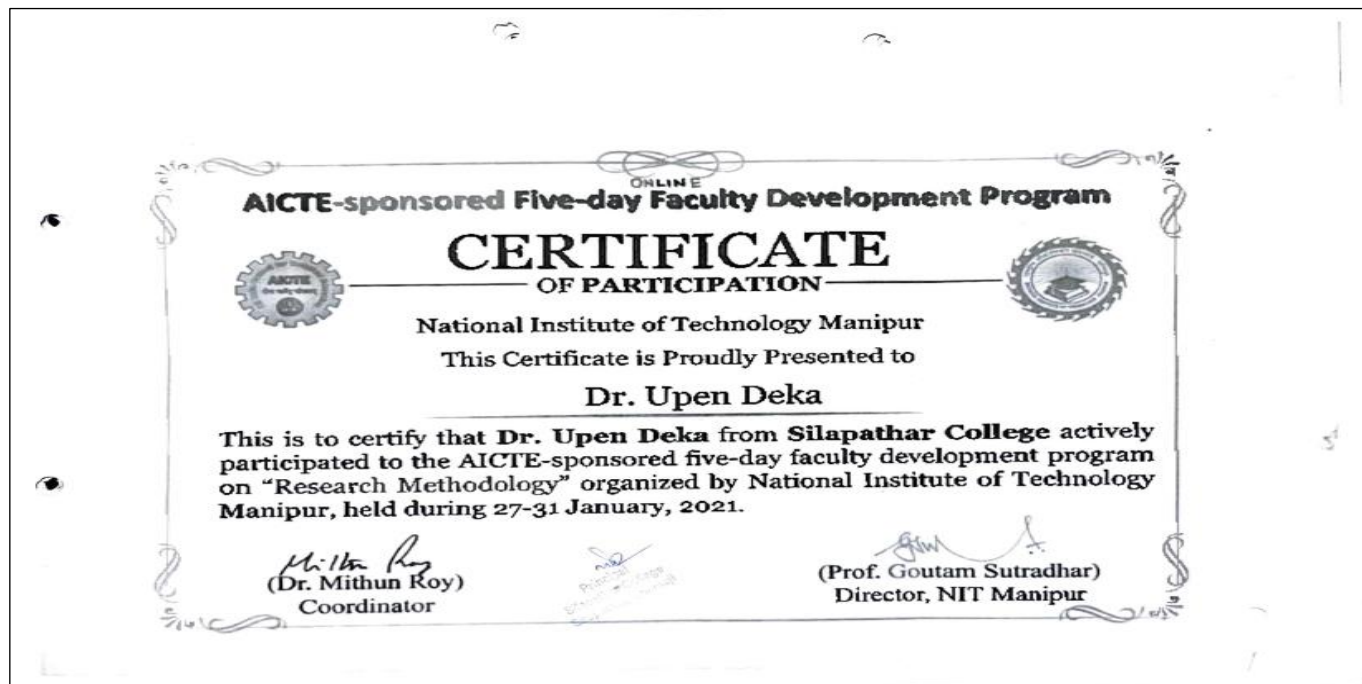 ONLINE
AICTE-sponsored Five-day Faculty Development Program
CERTIFICATE
OF PARTICIPATION
AICTE
National Institute of Technology Manipur
This Certificate is Proudly Presented to
Dr. Upen Deka
This is to certify that Dr. Upen Deka from Silapathar College actively
participated to the AICTE-sponsored five-day faculty development program
on “Research Methodology” organized by National Institute of Technology
Manipur, held during 27-31 January, 2021.
(Dr. Mithun Roy)
Coordinator
Principal
(Prof. Goutam Sutradhar)
Director, NIT Manipur